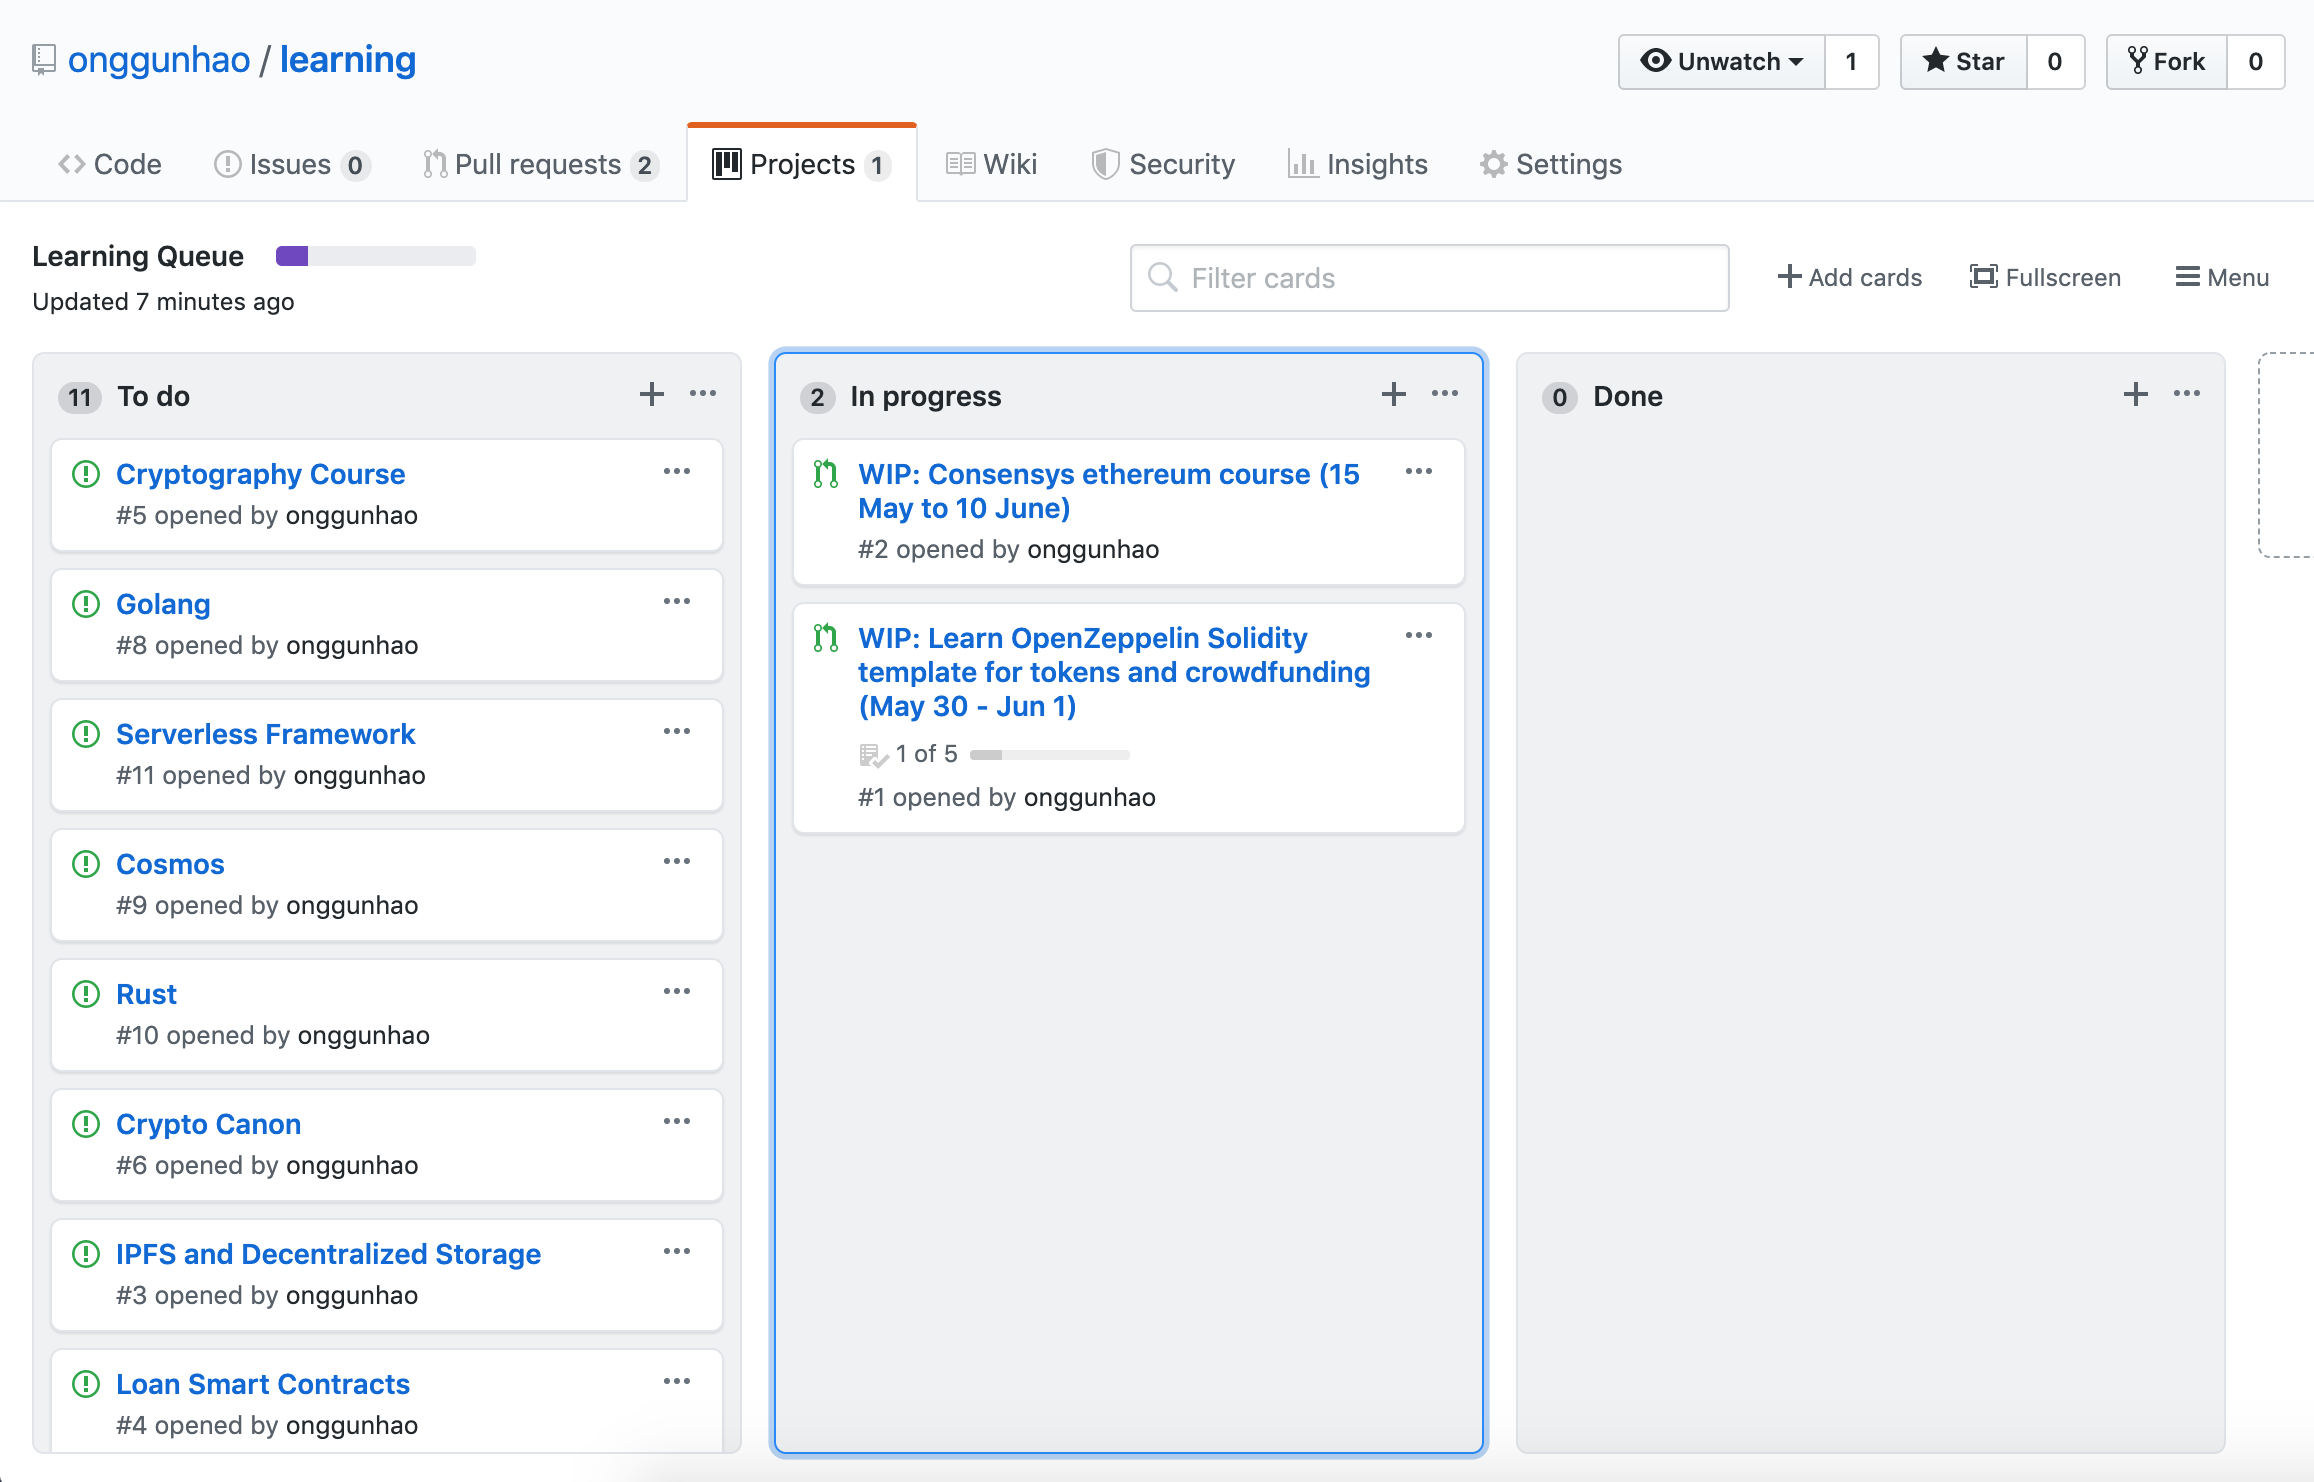 onggunhao / learning
Unwatch 1 Star 0 Fork 0
Code Issues 0 Pull requests 2 Projects 1 Wiki Security Insights Settings
Learning Queue
Updated 7 minutes ago
Filter cards
Add cards Fullscreen Menu
11 To do
Cryptography Course
#5 opened by onggunhao
Golang
#8 opened by onggunhao
Serverless Framework
#11 opened by onggunhao
Cosmos
#9 opened by onggunhao
Rust
#10 opened by onggunhao
Crypto Canon
#6 opened by onggunhao
IPFS and Decentralized Storage
#3 opened by onggunhao
Loan Smart Contracts
#4 opened by onggunhao
2 In progress
WIP: Consensys ethereum course (15
May to 10 June)
#2 opened by onggunhao
WIP: Learn OpenZeppelin Solidity
template for tokens and crowdfunding
(May 30 - Jun 1)
1 of 5
#1 opened by onggunhao
0 Done